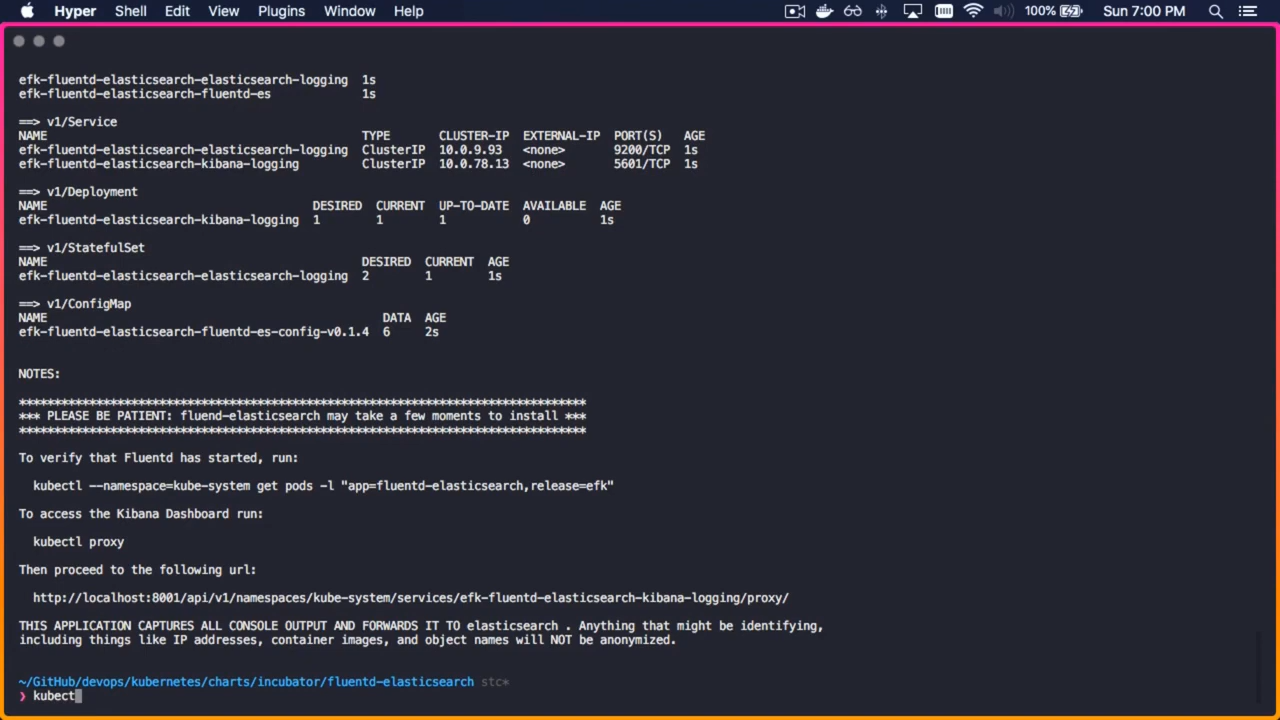 Hyper Shell Edit View Plugins Window Help 100% Sun 7:00 PM
efk-fluentd-elasticsearch-elasticsearch-logging 1s
efk-fluentd-elasticsearch-fluentd-es 1s
==> v1/Service
NAME TYPE CLUSTER-IP EXTERNAL-IP PORT(S) AGE
efk-fluentd-elasticsearch-elasticsearch-logging ClusterIP 10.0.9.93 <none> 9200/TCP 1s
efk-fluentd-elasticsearch-kibana-logging ClusterIP 10.0.78.13 <none> 5601/TCP 1s
==> v1/Deployment
NAME DESIRED CURRENT UP-TO-DATE AVAILABLE AGE
efk-fluentd-elasticsearch-kibana-logging 1 1 1 0 1s
==> v1/StatefulSet
NAME DESIRED CURRENT AGE
efk-fluentd-elasticsearch-elasticsearch-logging 2 1 1s
==> v1/ConfigMap
NAME DATA AGE
efk-fluentd-elasticsearch-fluentd-es-config-v0.1.4 6 2s
NOTES:
*********************************************************************************
*** PLEASE BE PATIENT: fluend-elasticsearch may take a few moments to install ***
*********************************************************************************
To verify that Fluentd has started, run:
kubectl --namespace=kube-system get pods -l "app=fluentd-elasticsearch,release=efk"
To access the Kibana Dashboard run:
kubectl proxy
Then proceed to the following url:
http://localhost:8001/api/v1/namespaces/kube-system/services/efk-fluentd-elasticsearch-kibana-logging/proxy/
THIS APPLICATION CAPTURES ALL CONSOLE OUTPUT AND FORWARDS IT TO elasticsearch . Anything that might be identifying,
including things like IP addresses, container images, and object names will NOT be anonymized.
~/GitHub/devops/kubernetes/charts/incubator/fluentd-elasticsearch stc*
❯ kubect